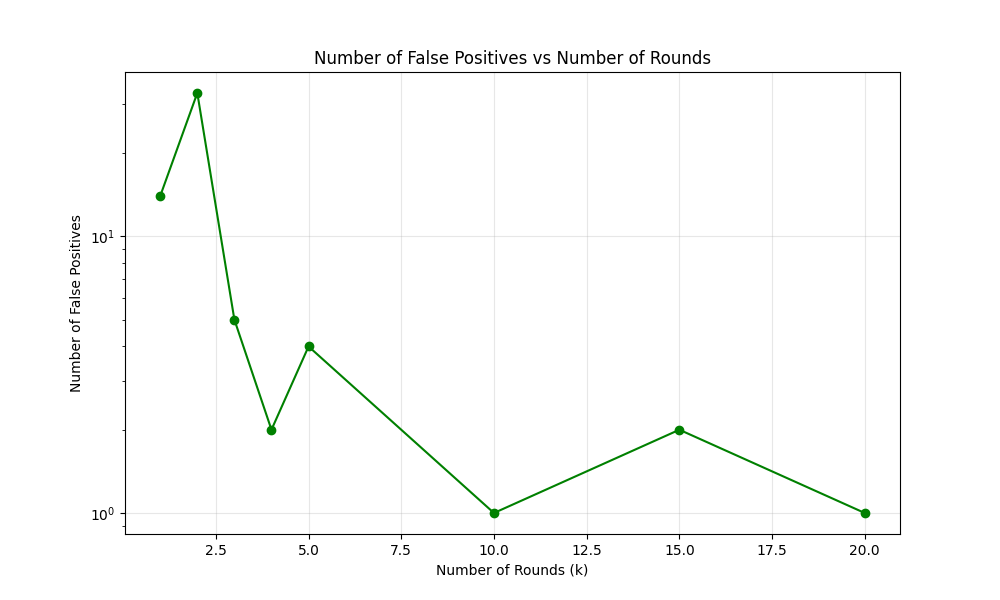 Number of False Positives vs Number of Rounds
Number of False Positives
10¹
10⁰
2.5 5.0 7.5 10.0 12.5 15.0 17.5 20.0
Number of Rounds (k)